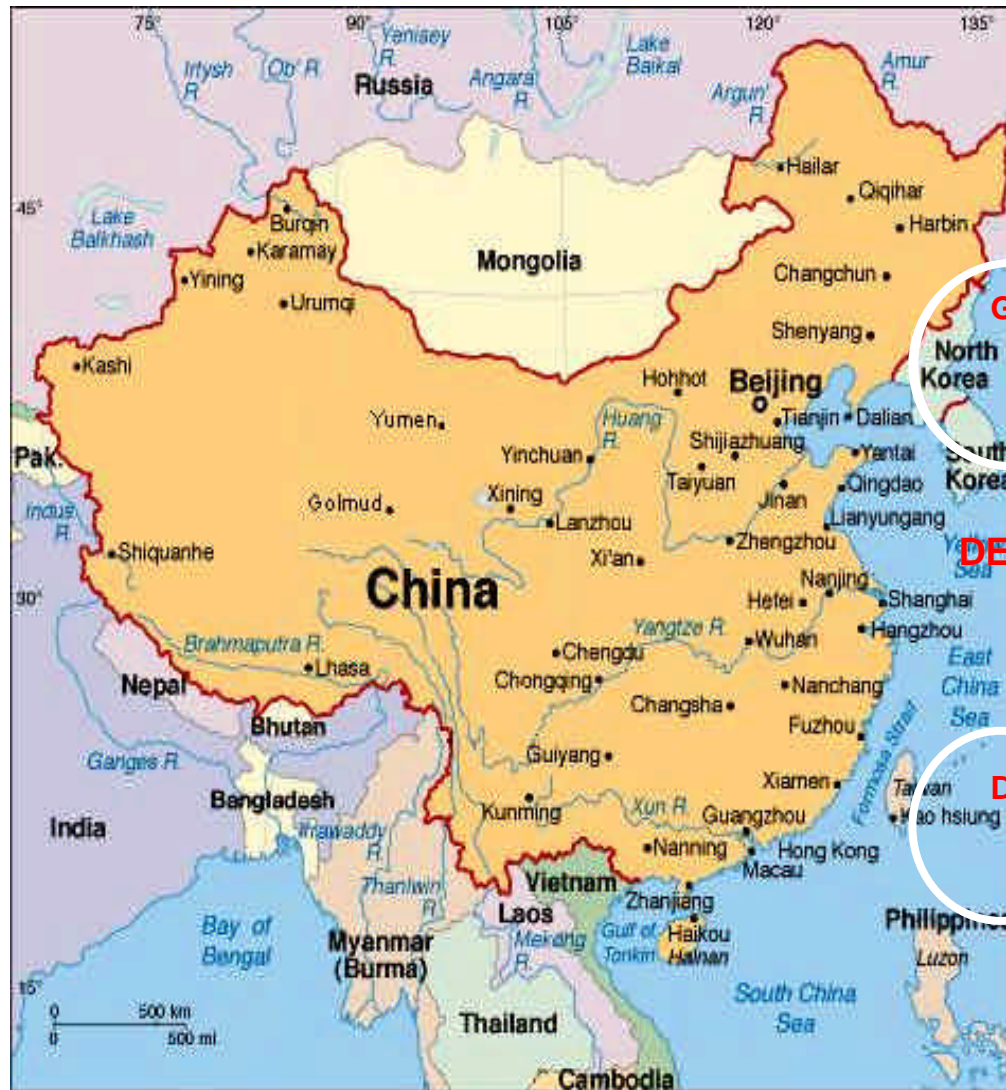 75°
90°
105°
120°
135°
Irtysh
R.
Ob' R.
Yenisey
R.
Russia
Angara
R.
Lake
Baikal
Argun'
R.
Amur
R.
Hailar
Qiqihar
Harbin
45°
Lake
Balkhash
Burqin
Karamay
Yining
Urumqi
Mongolia
Changchun
Shenyang
G
North
Korea
Kashi
Hohhot
Beijing
Tianjin
Dalian
Yumen
Huang
R.
Shijiazhuang
Yinchuan
Taiyuan
Yantai
South
Korea
Pak.
Indus
R.
Golmud
Xining
Lanzhou
Jinan
Qingdao
Lianyungang
Shiquanhe
Xi'an
Zhengzhou
DE
Sea
China
Nanjing
30°
Hefei
Shanghai
Brahmaputra R.
Yangtze R.
Wuhan
Hangzhou
Lhasa
Chengdu
Chongqing
Nepal
Bhutan
Nanchang
Changsha
East
China
Sea
Fuzhou
Formosa Strait
Ganges R.
Guiyang
Bangladesh
Kunming
Xun R.
Xiamen
Taiwan
D
Kao hsiung
India
Irrawaddy
R.
Guangzhou
Nanning
Hong Kong
Macau
Thanlwin
R.
Vietnam
Laos
Zhanjiang
Bay of
Bengal
Myanmar
(Burma)
Mekong
R.
Gulf of
Tonkin
Haikou
Hainan
Philippines
Luzon
15°
0 500 km
0 500 mi
South China
Sea
Thailand
Cambodia